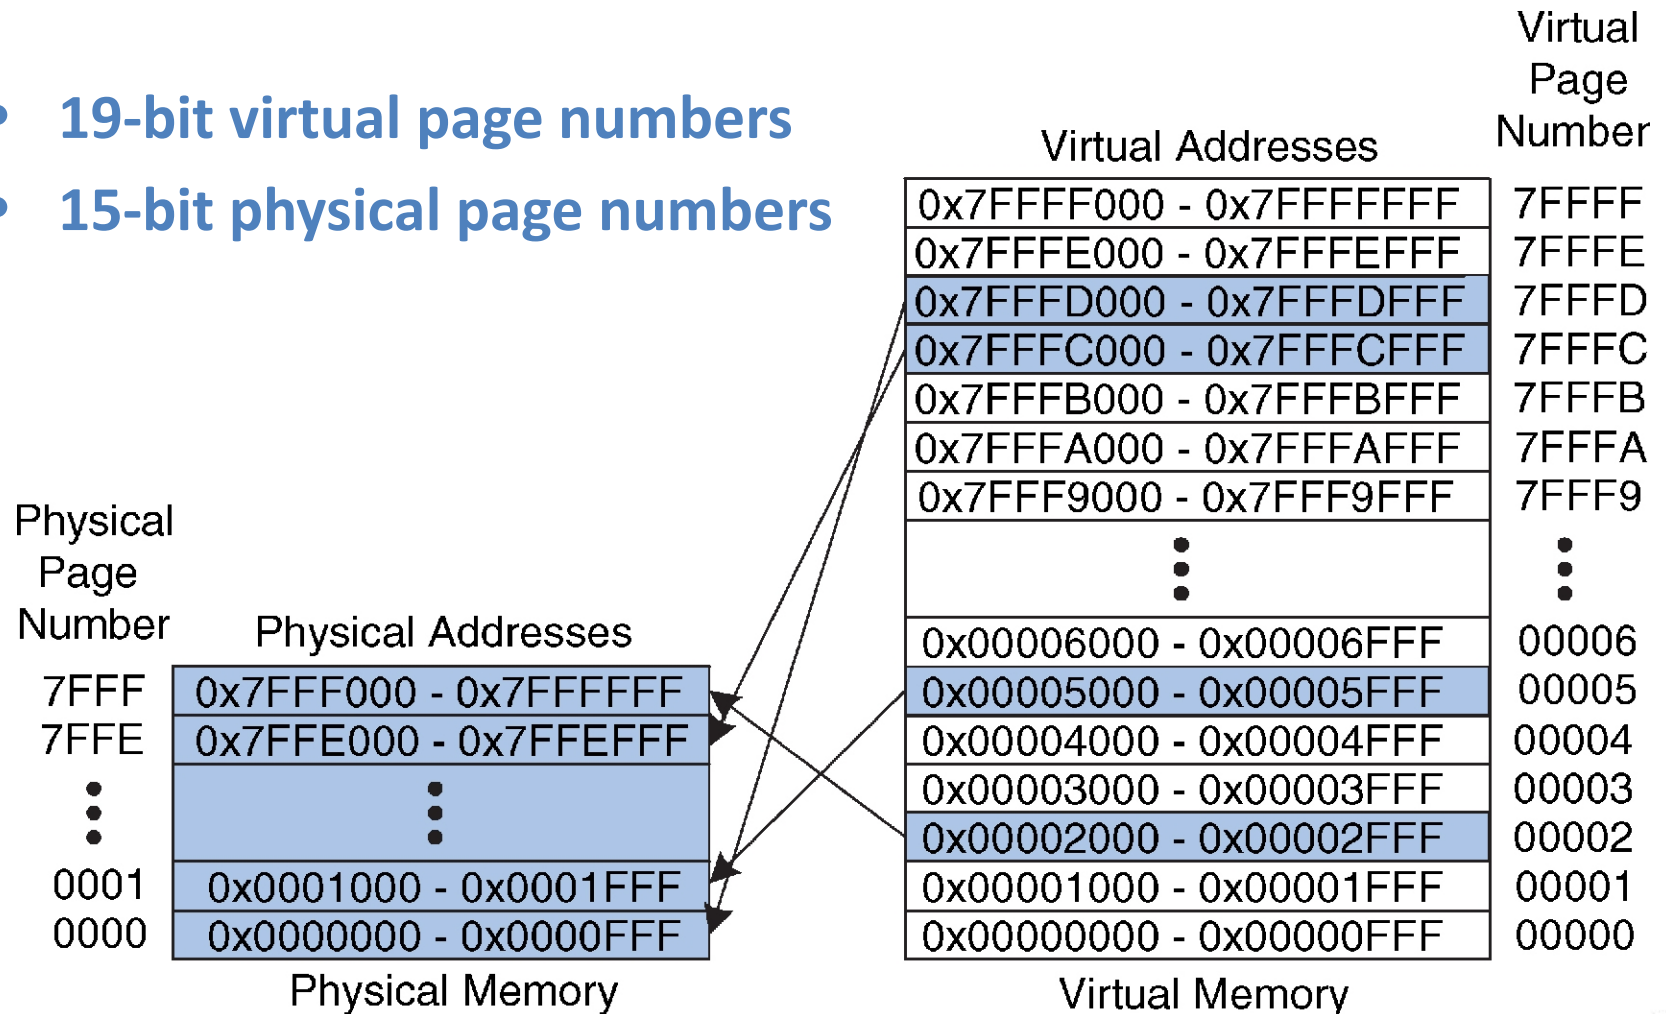 • 19-bit virtual page numbers
• 15-bit physical page numbers
Virtual
Page
Number
Virtual Addresses
0x7FFFF000 - 0x7FFFFFFF 7FFFF
0x7FFFE000 - 0x7FFFEFFF 7FFFE
0x7FFFD000 - 0x7FFFDFFF 7FFFD
0x7FFFC000 - 0x7FFFCFFF 7FFFC
0x7FFFB000 - 0x7FFFBFFF 7FFFB
0x7FFFA000 - 0x7FFFAFFF 7FFFA
0x7FFF9000 - 0x7FFF9FFF 7FFF9
0x00006000 - 0x00006FFF 00006
0x00005000 - 0x00005FFF 00005
0x00004000 - 0x00004FFF 00004
0x00003000 - 0x00003FFF 00003
0x00002000 - 0x00002FFF 00002
0x00001000 - 0x00001FFF 00001
0x00000000 - 0x00000FFF 00000
Virtual Memory
Physical
Page
Number
Physical Addresses
7FFF 0x7FFF000 - 0x7FFFFFF
7FFE 0x7FFE000 - 0x7FFEFFF
0001 0x0001000 - 0x0001FFF
0000 0x0000000 - 0x0000FFF
Physical Memory